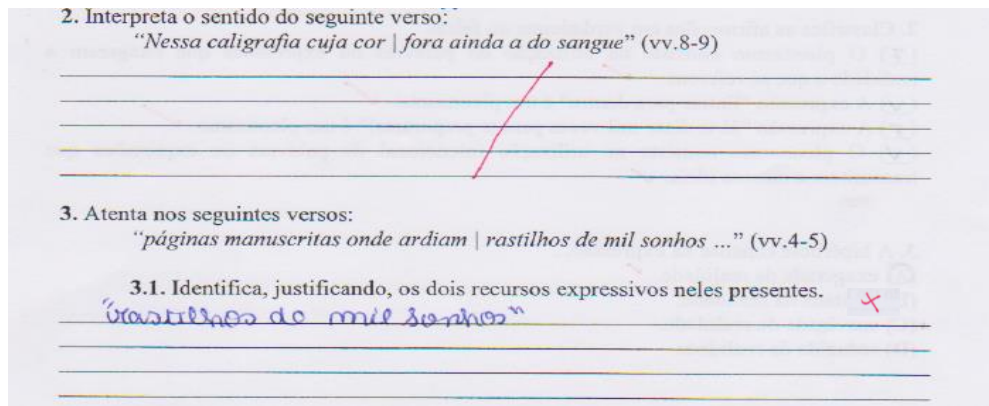 2. Interpreta o sentido do seguinte verso:
“Nessa caligrafia cuja cor | fora ainda a do sangue” (vv.8-9)
3. Atenta nos seguintes versos:
“páginas manuscritas onde ardiam | rastilhos de mil sonhos ...” (vv.4-5)
3.1. Identifica, justificando, os dois recursos expressivos neles presentes.
"rastilhos de mil sonhos"